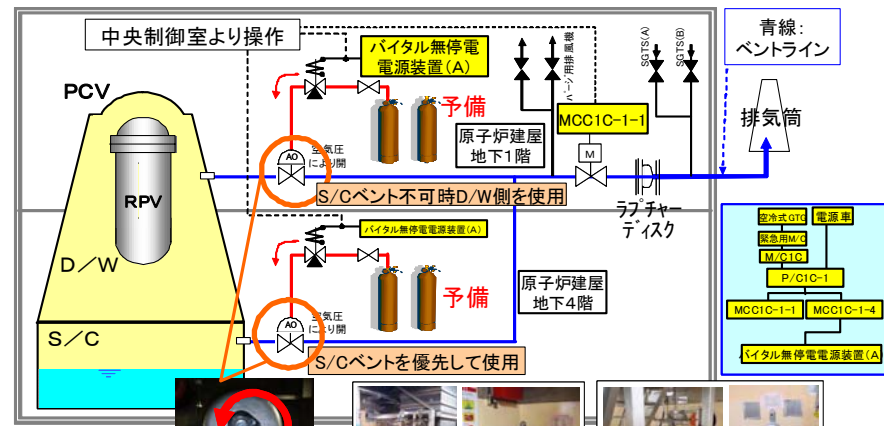 中央制御室より操作
バイタル無停電
電源装置(A)
パージ用排風機
SGTS(A)
SGTS(B)
青線：
ベントライン
PCV
予備
MCC1C-1-1
排気筒
原子炉建屋
地下1階
AO
空気圧
により開
M
RPV
S/Cベント不可時D/W側を使用
ラプチャー
ディスク
バイタル無停電電源装置(A)
空冷式GTG
電源車
緊急用M/C
M/C1C
P/C1C-1
MCC1C-1-1
MCC1C-1-4
バイタル無停電電源装置(A)
D／W
予備
原子炉建屋
地下4階
AO
空気圧
により開
S／C
S/Cベントを優先して使用